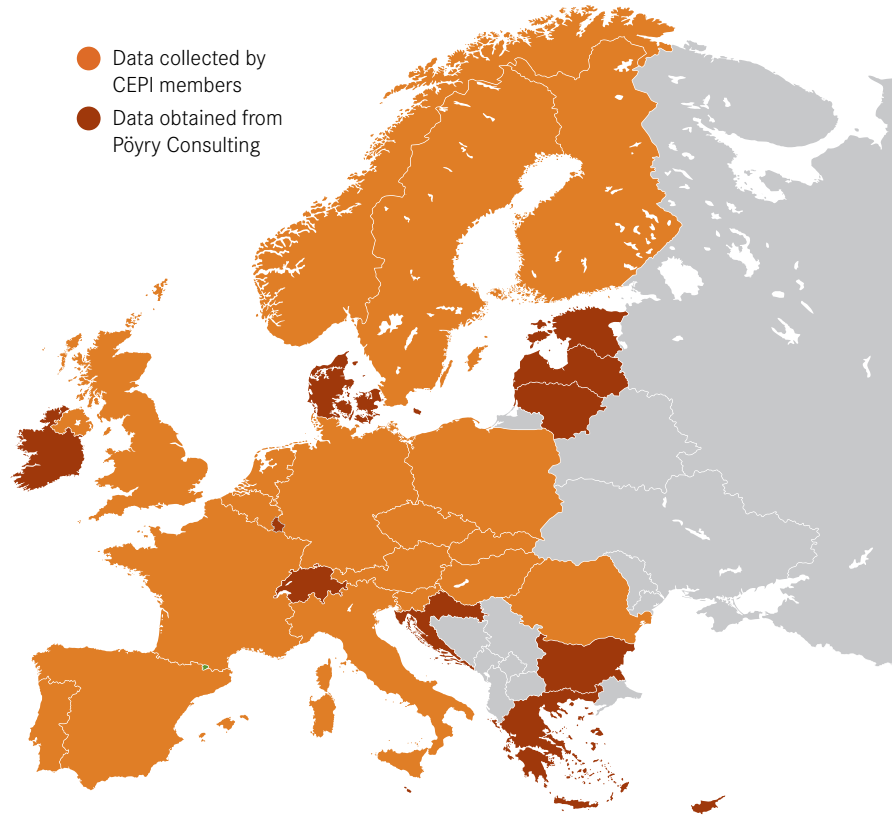 Data collected by
CEPI members
Data obtained from
Pöyry Consulting